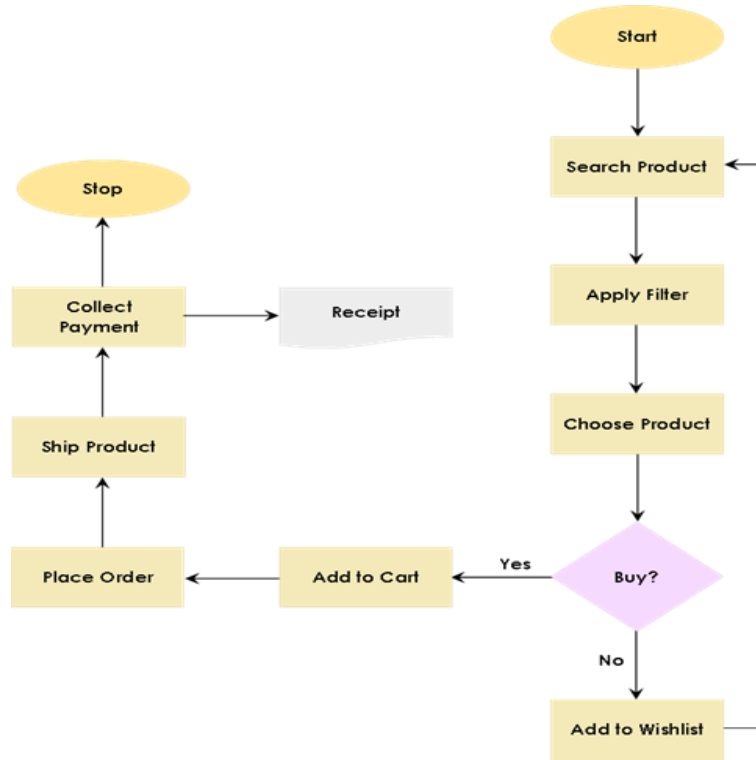 Start
Search Product
Stop
Apply Filter
Collect
Payment
Receipt
Choose Product
Ship Product
Place Order
Add to Cart
Yes
Buy?
No
Add to Wishlist